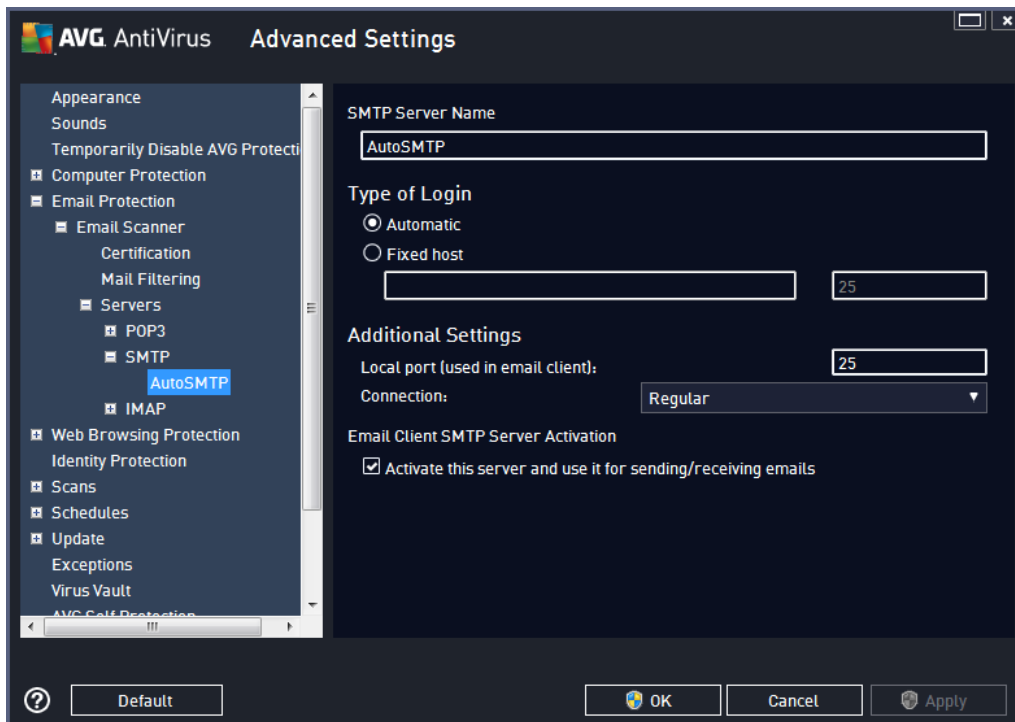 AVG AntiVirus Advanced Settings
Appearance
Sounds
Temporarily Disable AVG Protecti
Computer Protection
Email Protection
Email Scanner
Certification
Mail Filtering
Servers
POP3
SMTP
AutoSMTP
IMAP
Web Browsing Protection
Identity Protection
Scans
Schedules
Update
Exceptions
Virus Vault
AVG Self Protection
SMTP Server Name
AutoSMTP
Type of Login
Automatic
Fixed host
25
Additional Settings
Local port (used in email client): 25
Connection: Regular
Email Client SMTP Server Activation
Activate this server and use it for sending/receiving emails
Default OK Cancel Apply